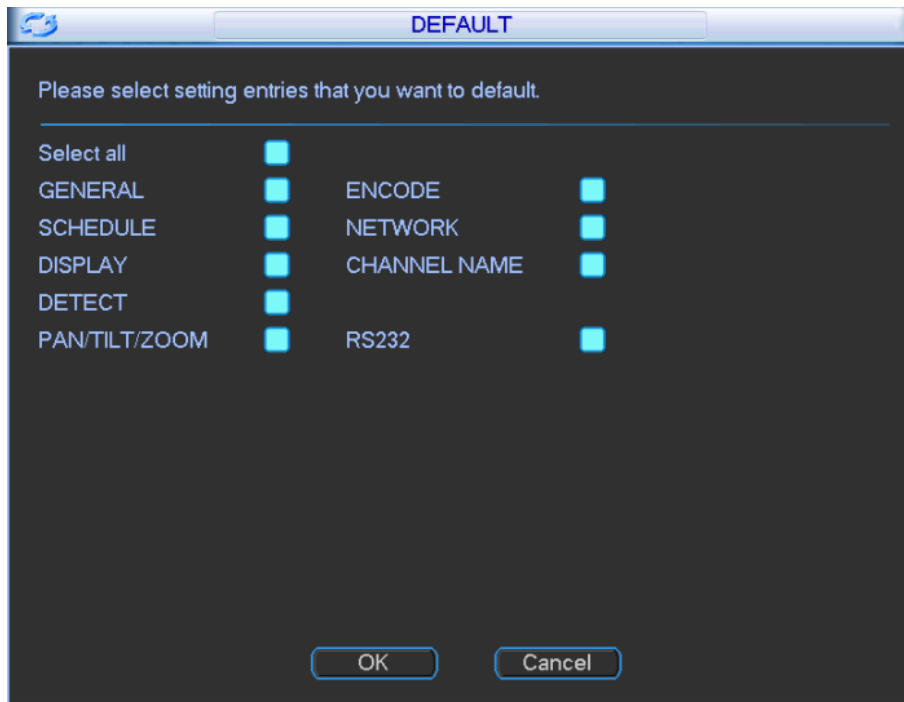 DEFAULT
Please select setting entries that you want to default.
Select all
GENERAL ENCODE
SCHEDULE NETWORK
DISPLAY CHANNEL NAME
DETECT
PAN/TILT/ZOOM RS232
OK Cancel